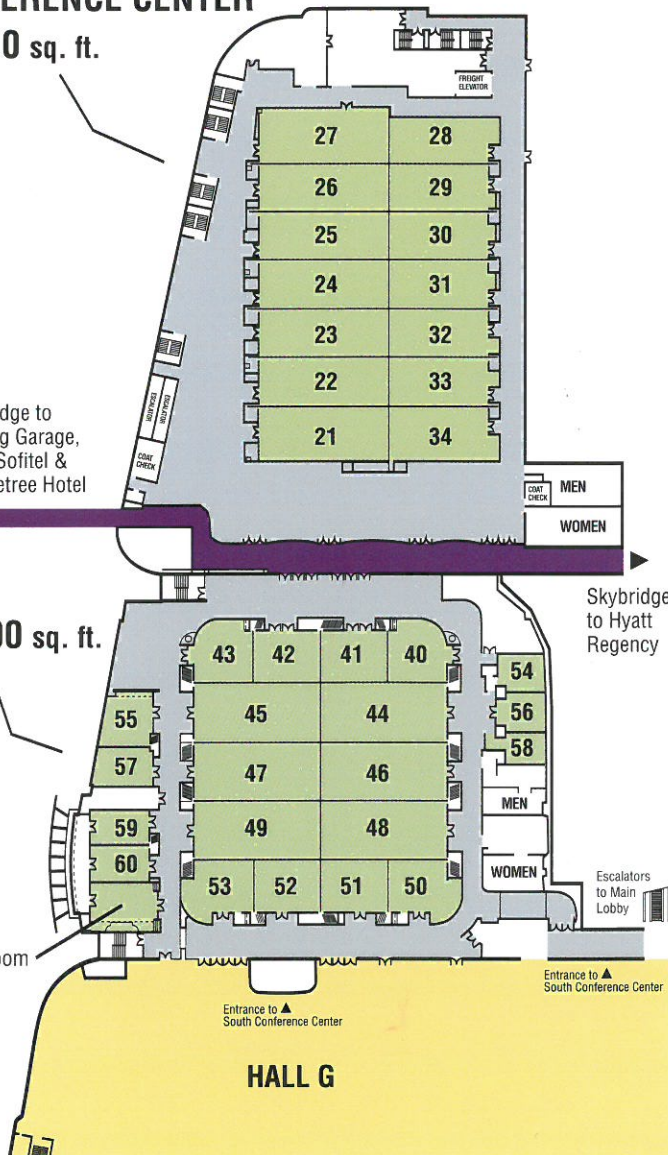 ERENCE CENTER
0 sq. ft.
FREIGHT
ELEVATOR
27 28
26 29
25 30
24 31
23 32
22 33
21 34
ESCALATOR
ESCALATOR
COAT
CHECK
dge to
g Garage,
Sofitel &
etree Hotel
COAT
CHECK
MEN
WOMEN
Skybridge
to Hyatt
Regency
00 sq. ft.
43 42 41 40
54
45 44
56
55
58
57
47 46
MEN
59
49 48
60
WOMEN
53 52 51 50
Escalators
to Main
Lobby
oom
Entrance to ▲
South Conference Center
Entrance to ▲
South Conference Center
HALL G